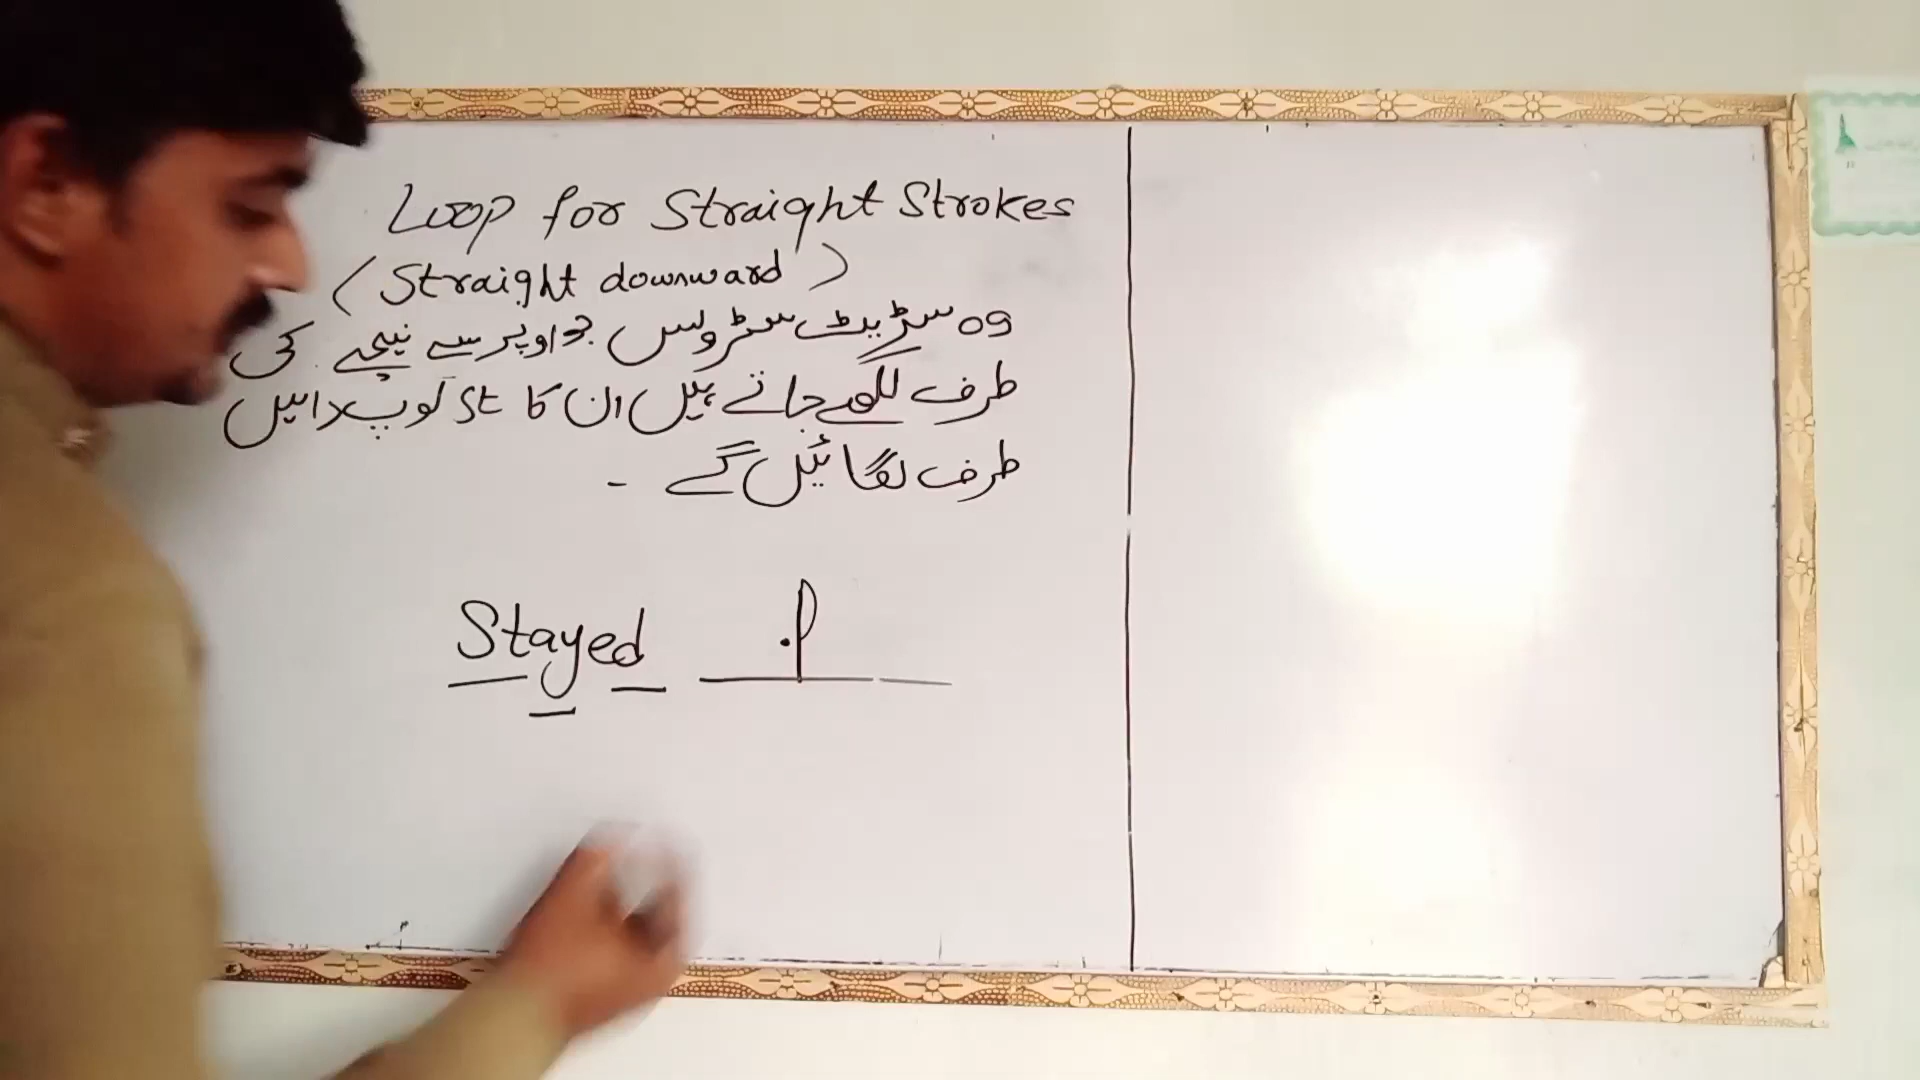 Loop for Straight Strokes
(Straight downward)
وہ سٹریٹ سٹروکس جو اوپر سے نیچے کی
طرف لکھے جاتے ہیں ان کا st لوپ دائیں
طرف لگائیں گے ۔
Stayed